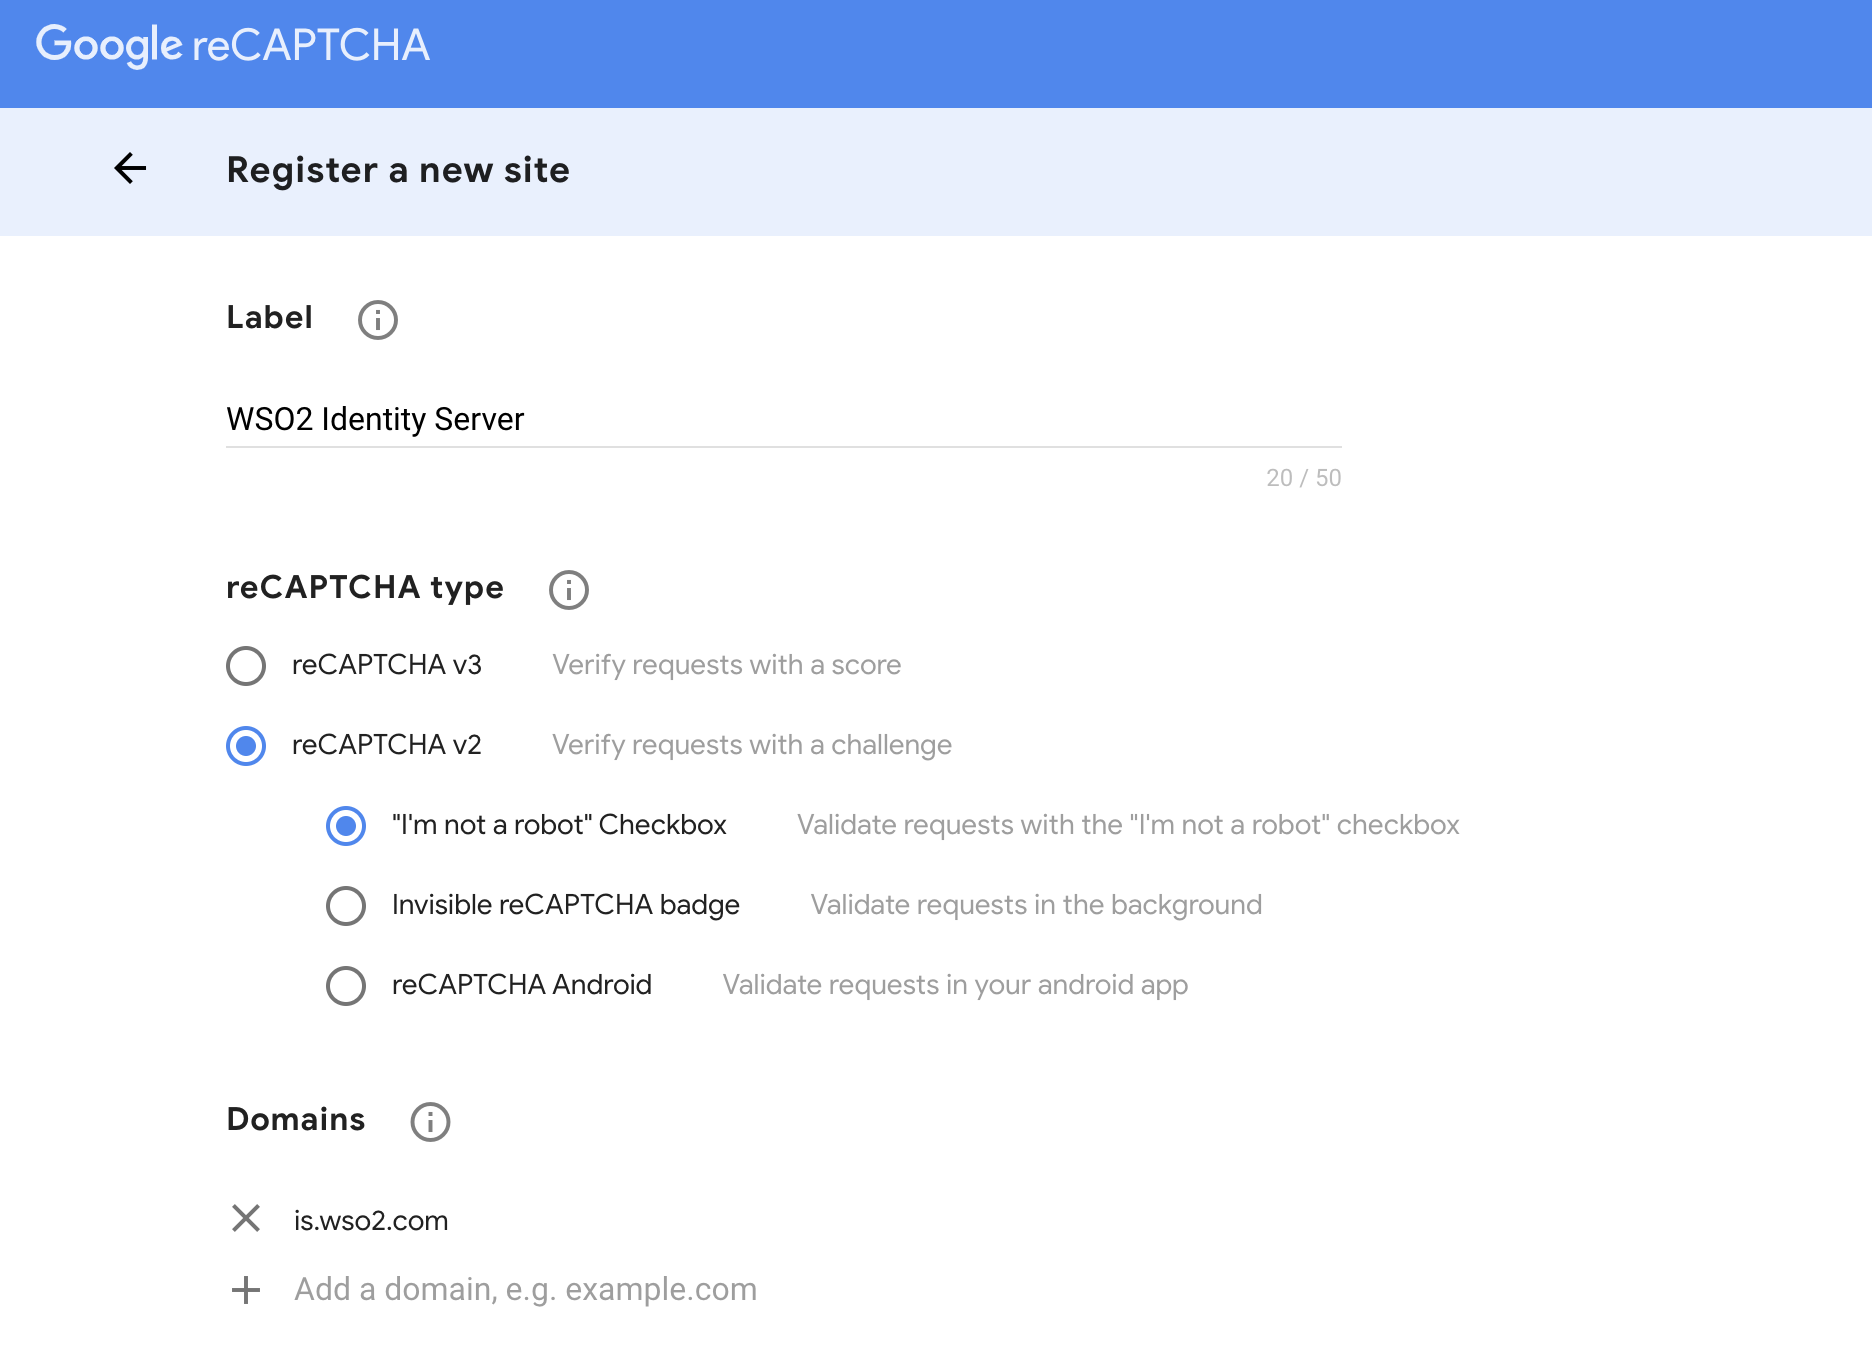 Google reCAPTCHA
Register a new site
Label
WSO2 Identity Server
20 / 50
reCAPTCHA type
reCAPTCHA v3 Verify requests with a score
reCAPTCHA v2 Verify requests with a challenge
"I'm not a robot" Checkbox Validate requests with the "I'm not a robot" checkbox
Invisible reCAPTCHA badge Validate requests in the background
reCAPTCHA Android Validate requests in your android app
Domains
is.wso2.com
Add a domain, e.g. example.com